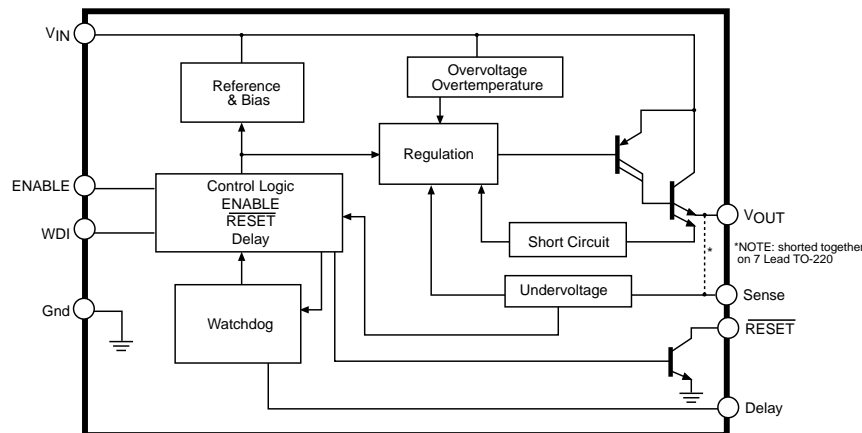 VIN
Reference
& Bias
Overvoltage
Overtemperature
Regulation
ENABLE
WDI
Control Logic
ENABLE
RESET
Delay
Short Circuit
VOUT
*
*NOTE: shorted together
on 7 Lead TO-220
Undervoltage
Sense
Gnd
Watchdog
RESET
Delay